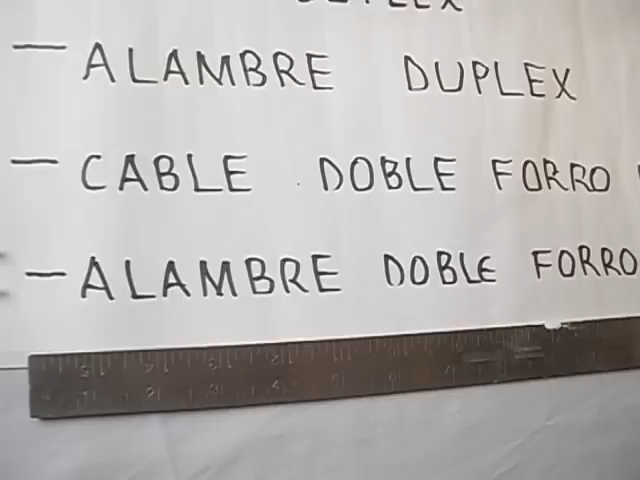 — ALAMBRE DUPLEX
— CABLE DOBLE FORRO
— ALAMBRE DOBLE FORRO